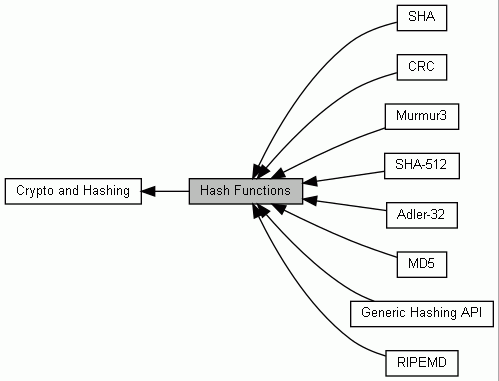 SHA
CRC
Murmur3
SHA-512
Crypto and Hashing
Hash Functions
Adler-32
MD5
Generic Hashing API
RIPEMD